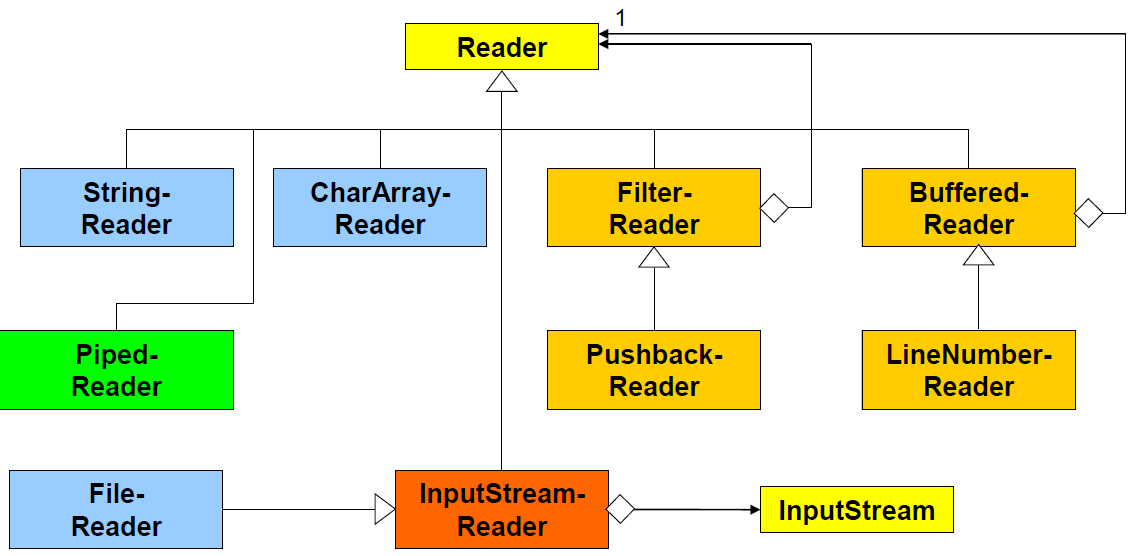 1
Reader
String-
Reader
CharArray-
Reader
Filter-
Reader
Buffered-
Reader
Piped-
Reader
Pushback-
Reader
LineNumber-
Reader
File-
Reader
InputStream-
Reader
InputStream